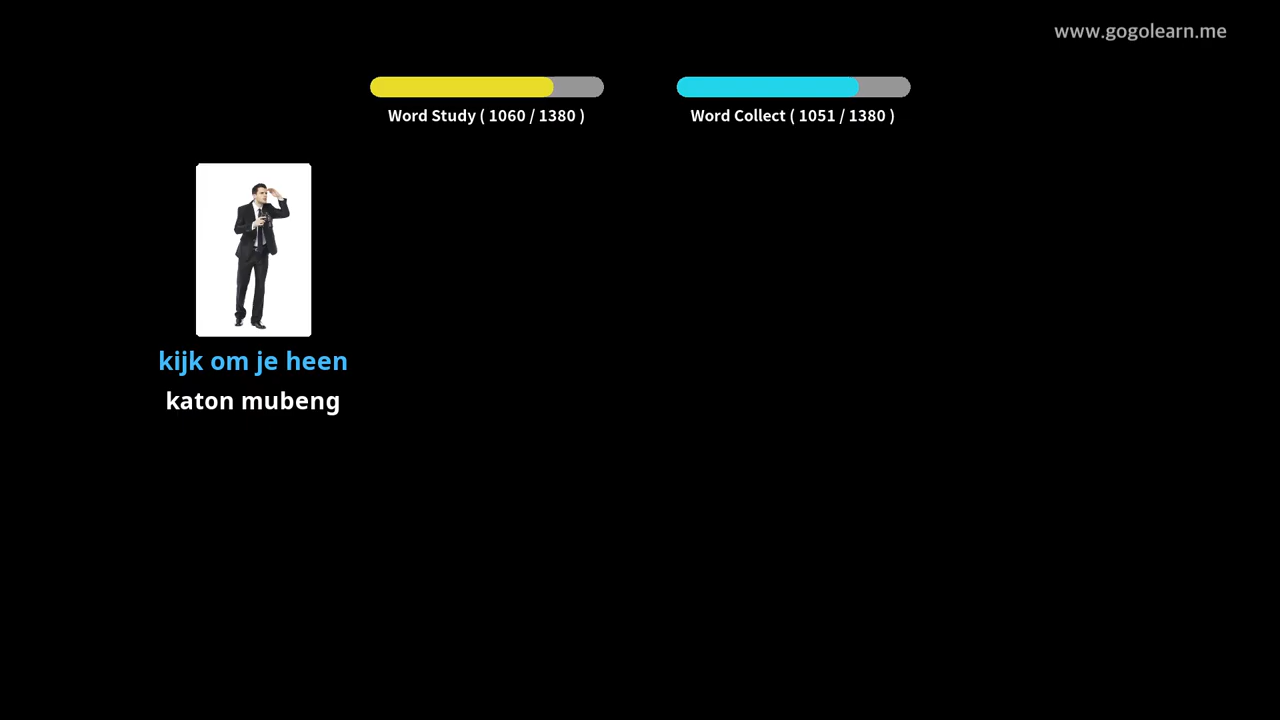 www.gogolearn.me
Word Study ( 1060 / 1380 )
Word Collect ( 1051 / 1380 )
kijk om je heen
katon mubeng